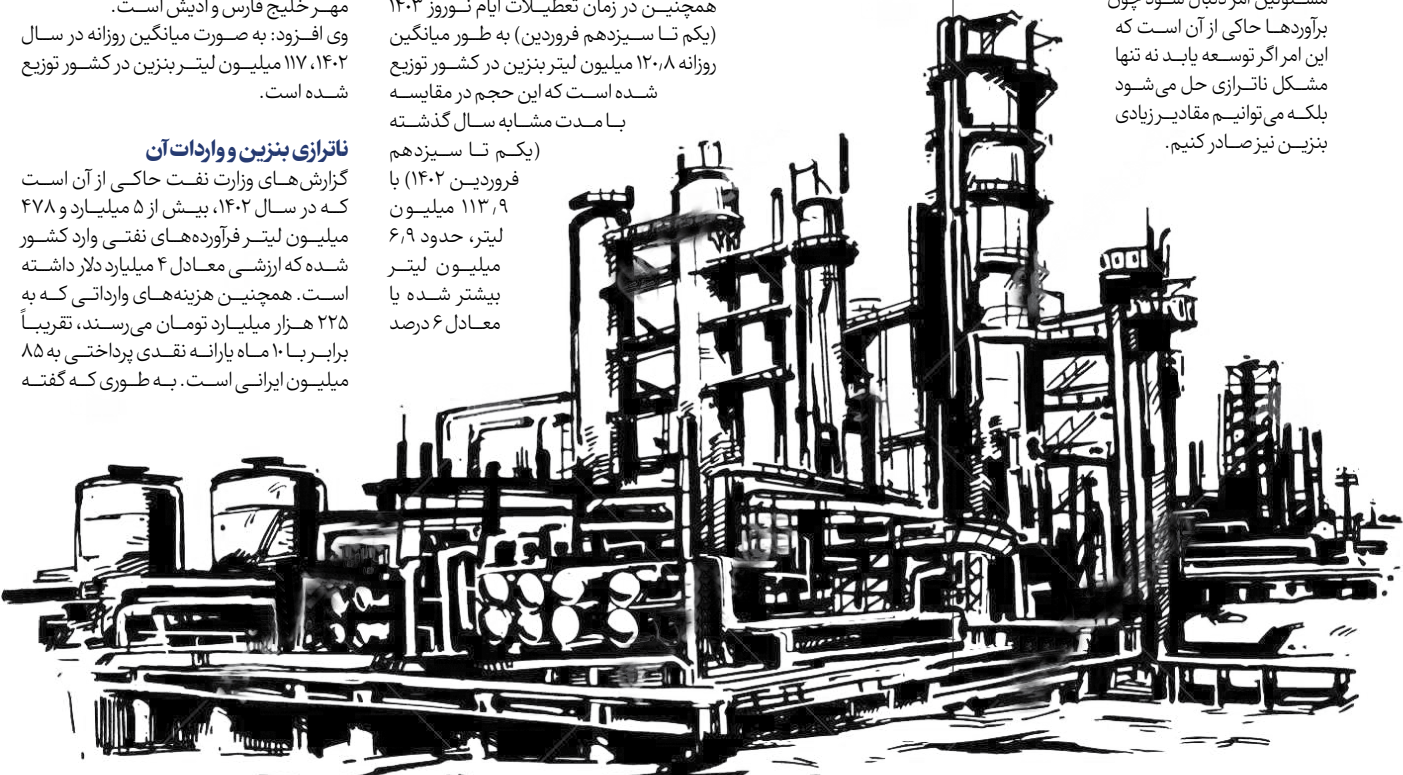 برآوردها حاکی از آن است که
این امر اگر توسعه یابد نه تنها
مشکل ناترازی حل می‌شود
بلکه می‌توانیم مقادیر زیادی
بنزین نیز صادر کنیم.
همچنین در زمان تعطیلات ایام نوروز ۱۴۰۳
(یکم تا سیزدهم فروردین) به طور میانگین
روزانه ۱۲۰٫۸ میلیون لیتر بنزین در کشور توزیع
شده است که این حجم در مقایسه
با مدت مشابه سال گذشته
(یکم تا سیزدهم
فروردین ۱۴۰۲) با
۱۱۳٫۹ میلیون
لیتر، حدود ۶٫۹
میلیون لیتر
بیشتر شده یا
معادل ۶ درصد
مهر خلیج فارس و آدیش است.
وی افزود: به صورت میانگین روزانه در سال
۱۴۰۲، ۱۱۷ میلیون لیتر بنزین در کشور توزیع
شده است.
ناترازی بنزین و واردات آن
گزارش‌های وزارت نفت حاکی از آن است
که در سال ۱۴۰۲، بیش از ۵ میلیارد و ۴۷۸
میلیون لیتر فرآورده‌های نفتی وارد کشور
شده که ارزشی معادل ۴ میلیارد دلار داشته
است. همچنین هزینه‌های وارداتی که به
۲۲۵ هزار میلیارد تومان می‌رسند، تقریباً
برابر با ۱۰ ماه یارانه نقدی پرداختی به ۸۵
میلیون ایرانی است. به طوری که گفته